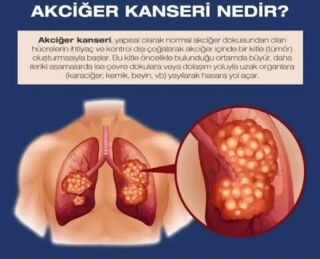 AKCİĞER KANSERİ NEDİR?
Akciğer kanseri, yapısal olarak normal akciğer dokusundan olan
hücrelerin ihtiyaç ve kontrol dışı çoğalarak akciğer içinde bir kitle (tümör)
oluşturmasıyla başlar. Bu kitle öncelikle bulunduğu ortamda büyür, daha
ileriki aşamalarda ise çevre dokulara veya dolaşım yoluyla uzak organlara
(karaciğer, kemik, beyin, vb) yayılarak hasara yol açar.